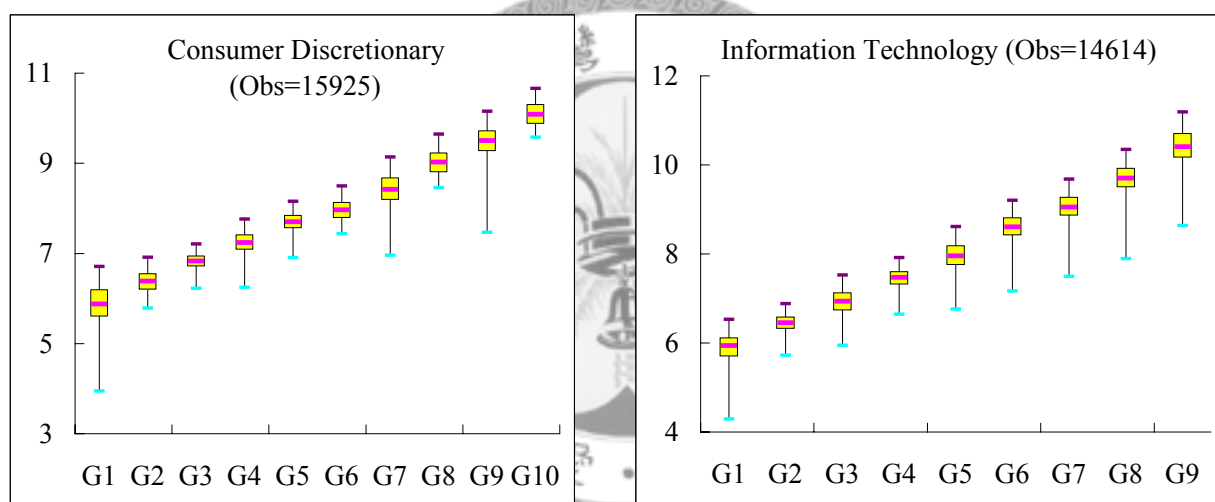 Consumer Discretionary
(Obs=15925)
11
9
7
5
3
G1 G2 G3 G4 G5 G6 G7 G8 G9 G10
Information Technology (Obs=14614)
12
10
8
6
4
G1 G2 G3 G4 G5 G6 G7 G8 G9